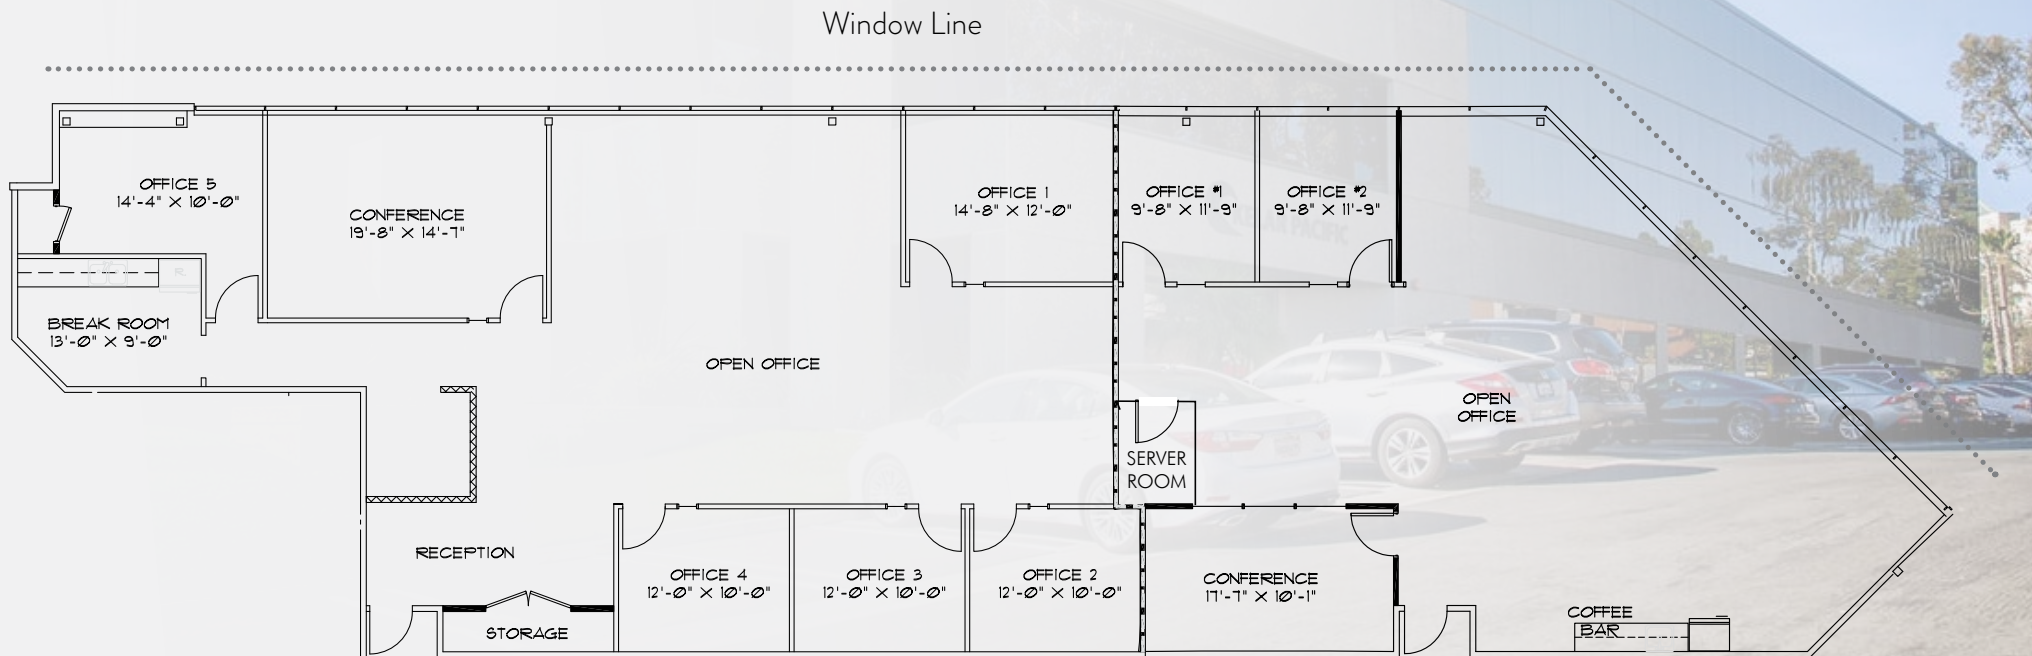 Window Line
OFFICE 5
14'-4" X 10'-0"
CONFERENCE
19'-8" X 14'-7"
OFFICE 1
14'-8" X 12'-0"
OFFICE #1
9'-8" X 11'-9"
OFFICE #2
9'-8" X 11'-9"
R.
BREAK ROOM
13'-0" X 9'-0"
OPEN OFFICE
OPEN
OFFICE
SERVER
ROOM
RECEPTION
OFFICE 4
12'-0" X 10'-0"
OFFICE 3
12'-0" X 10'-0"
OFFICE 2
12'-0" X 10'-0"
CONFERENCE
17'-7" X 10'-1"
STORAGE
COFFEE
BAR